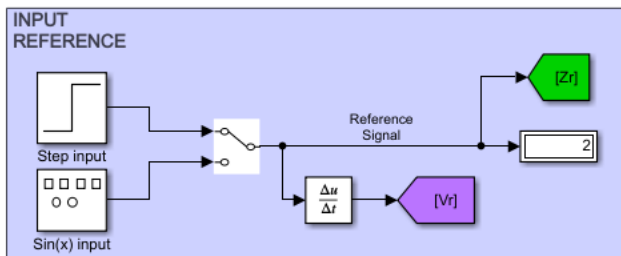 INPUT
REFERENCE
Step input
Sin(x) input
Reference
Signal
[Zr]
2
Δu
Δt
[Vr]